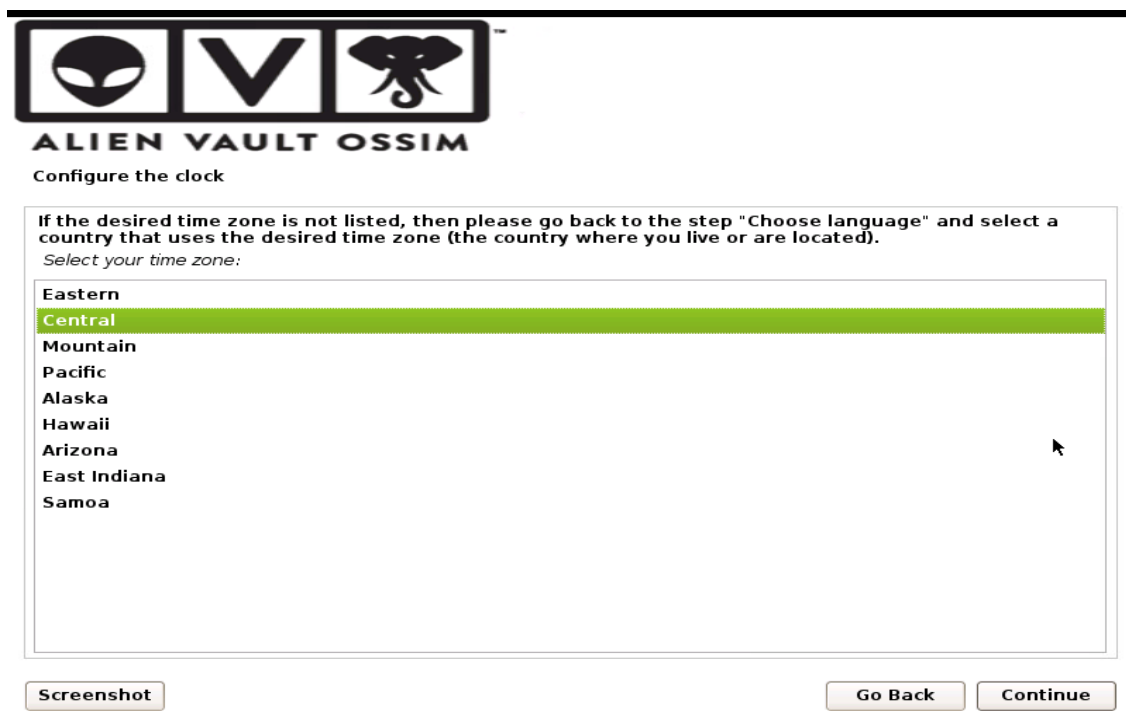 V
™
ALIEN VAULT OSSIM
Configure the clock
If the desired time zone is not listed, then please go back to the step "Choose language" and select a
country that uses the desired time zone (the country where you live or are located).
Select your time zone:
Eastern
Central
Mountain
Pacific
Alaska
Hawaii
Arizona
East Indiana
Samoa
Screenshot
Go Back
Continue